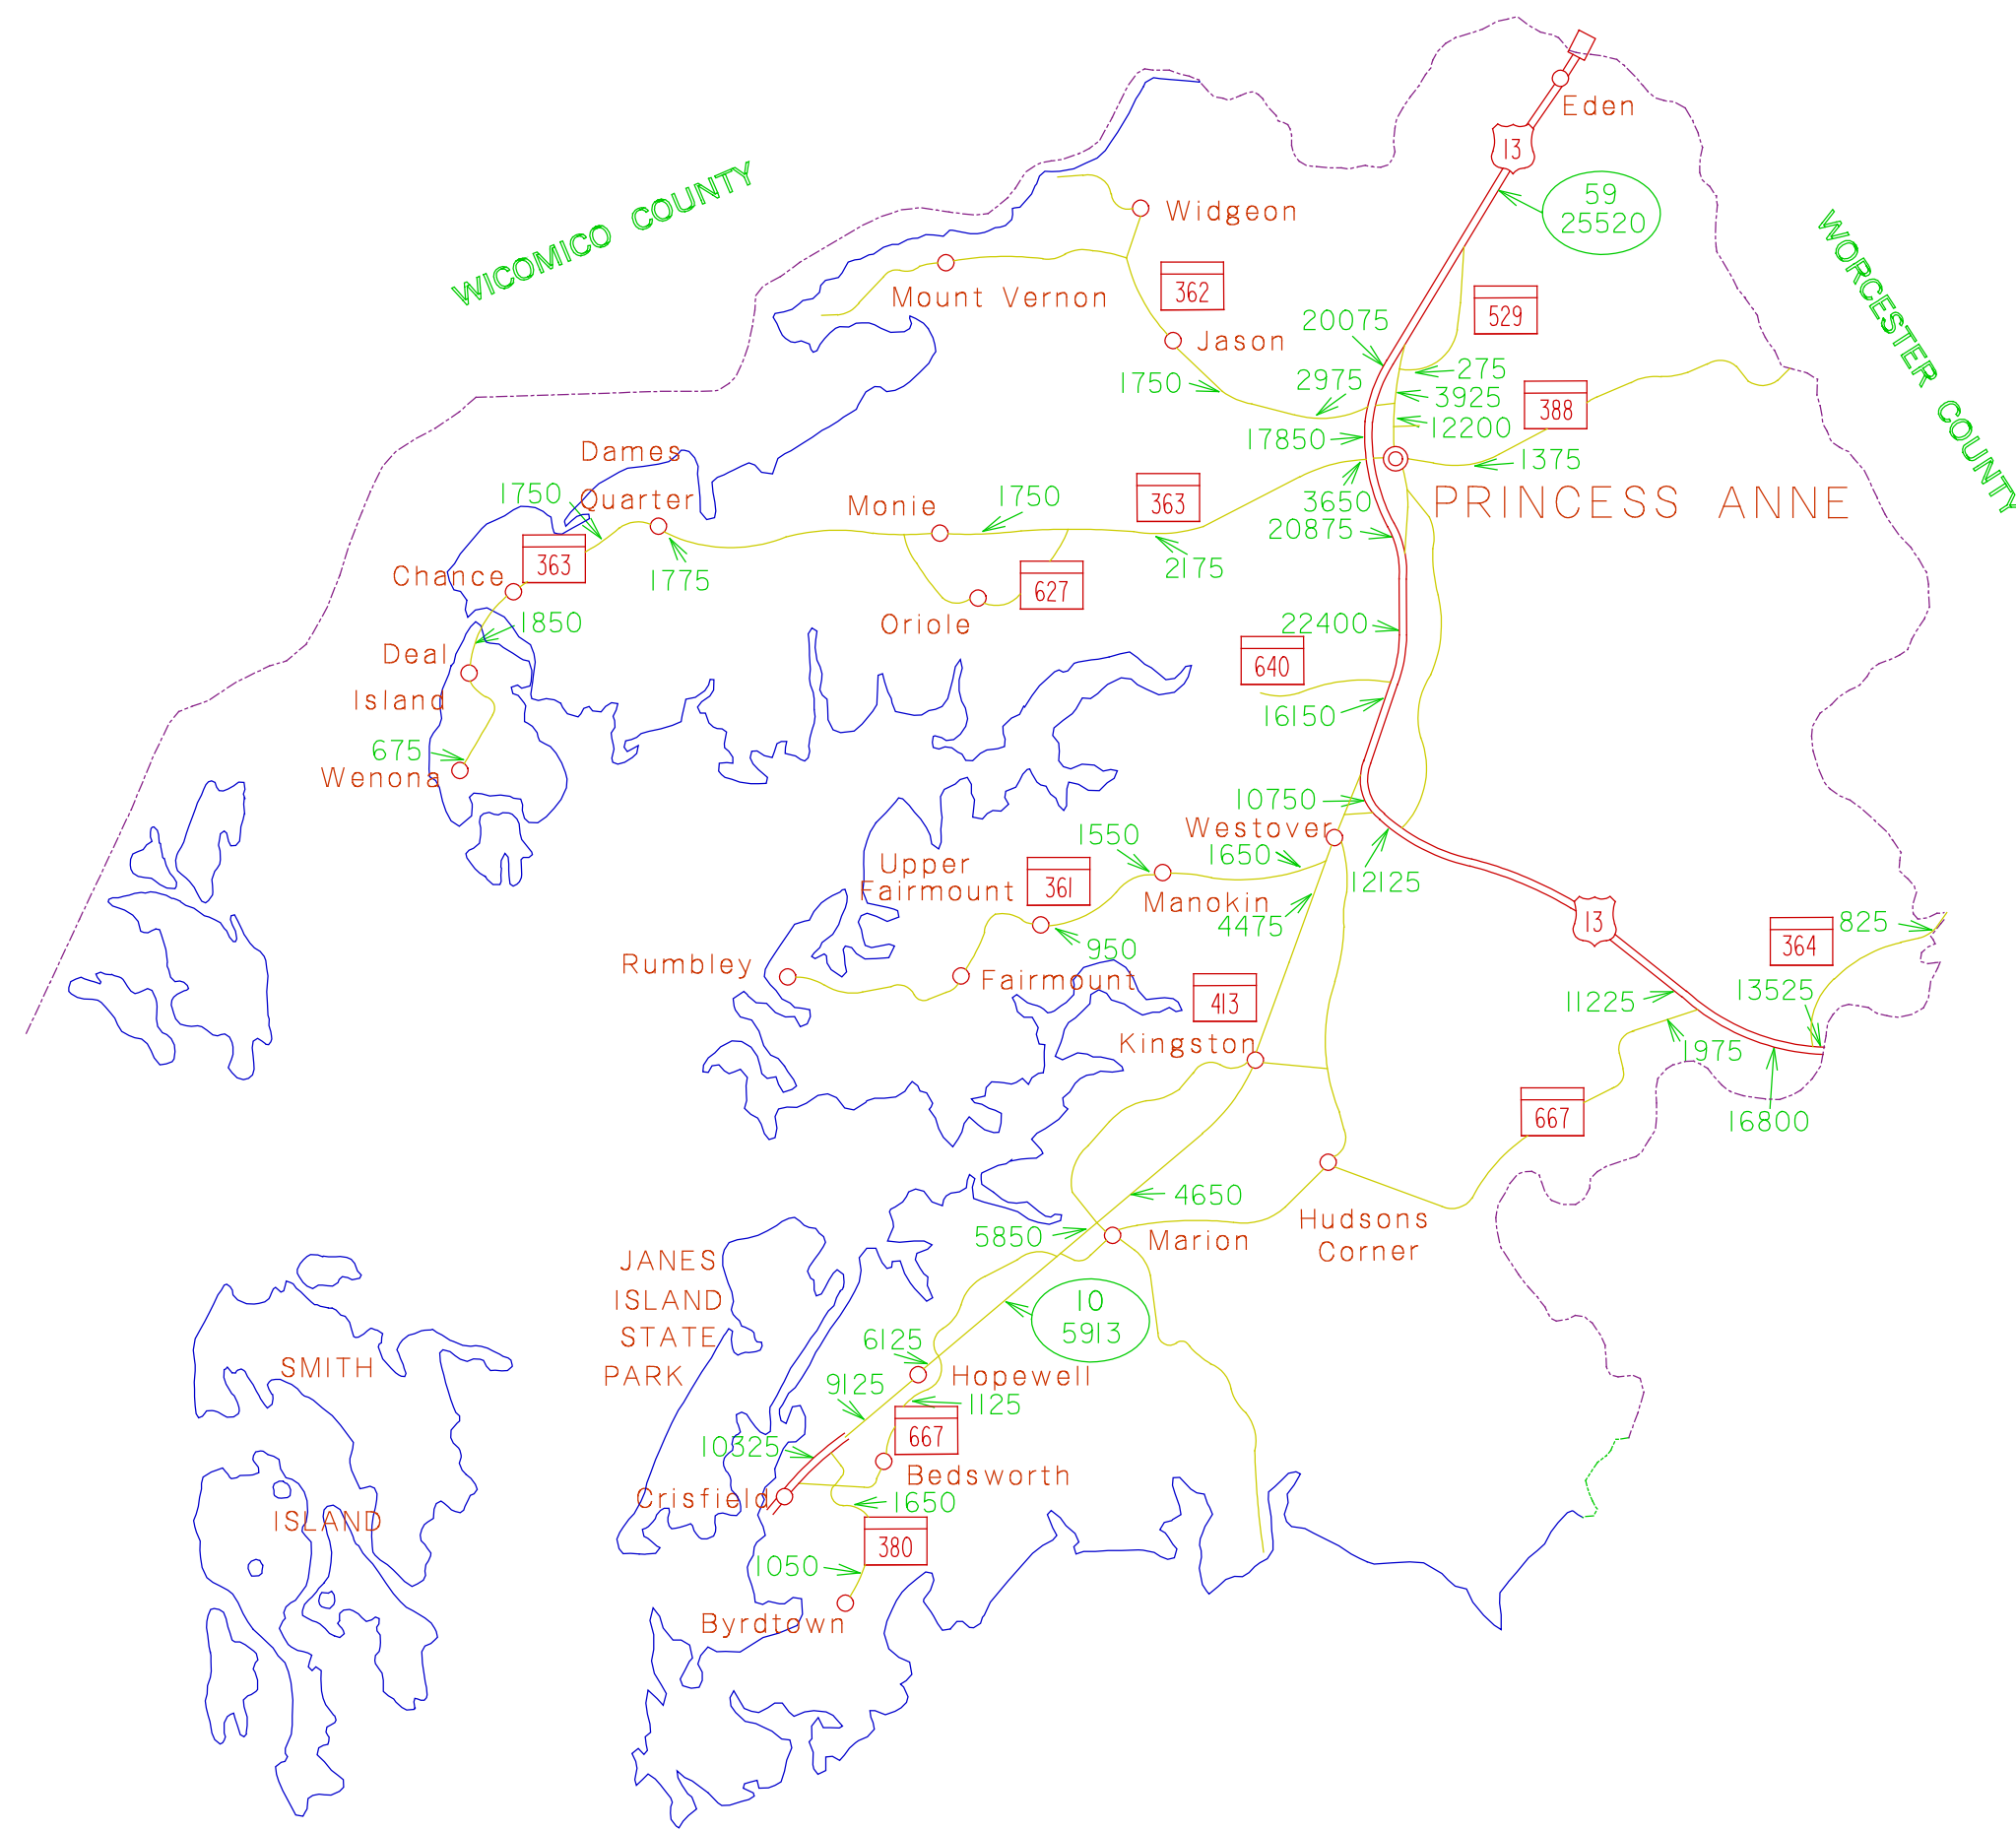 Eden
13
WICOMICO COUNTY
59
25520
WORCESTER COUNTY
Widgeon
Mount Vernon
362
529
20075
Jason
1750
2975
275
3925
388
12200
17850
1375
Dames
Quarter
1750
Monie
1750
363
3650
PRINCESS ANNE
20875
363
Chance
1775
2175
627
1850
Oriole
22400
Deal
Island
640
16150
675
Wenona
10750
Westover
1550
1650
Upper
Fairmount
361
12125
Manokin
4475
13
364
825
950
Rumbley
Fairmount
413
11225
13525
Kingston
1975
667
16800
4650
5850
Marion
Hudsons
Corner
JANES
ISLAND
STATE
PARK
10
5913
6125
SMITH
ISLAND
Hopewell
9125
1125
667
10325
Bedsworth
Crisfield
1650
380
1050
Byrdtown